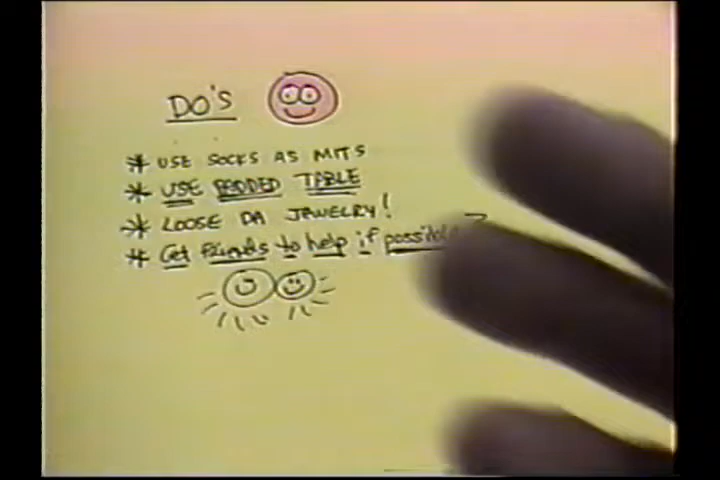 DO'S
* USE SOCKS AS MITS
* USE PADDED TABLE
* LOOSE DA JEWELRY!
* Get Friends to help if possible